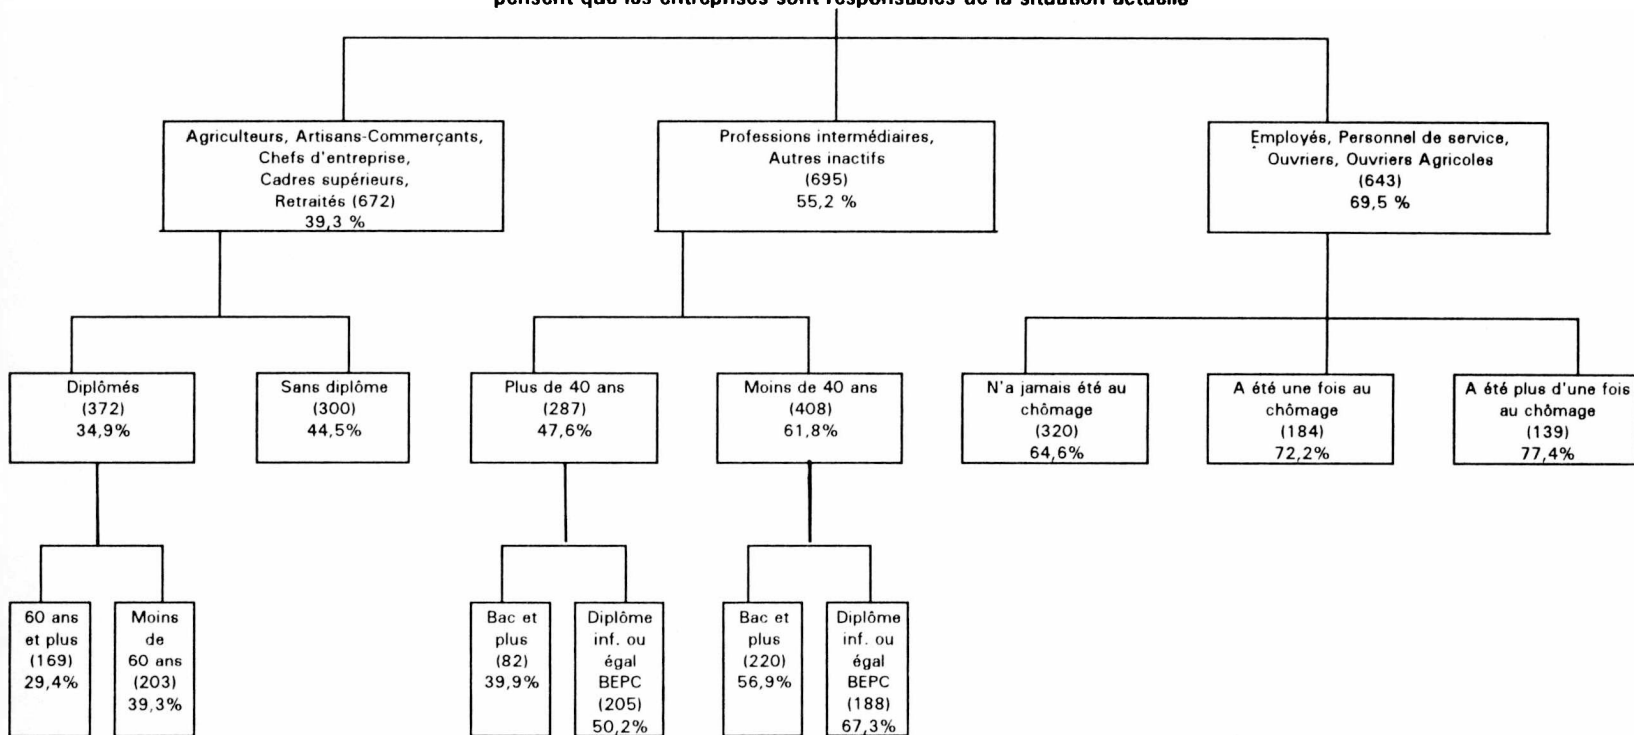 pensent que les entreprises sont responsables de la situation actuelle
Agriculteurs, Artisans-Commerçants,
Chefs d'entreprise,
Cadres supérieurs,
Retraités (672)
39,3 %
Professions intermédiaires,
Autres inactifs
(695)
55,2 %
Employés, Personnel de service,
Ouvriers, Ouvriers Agricoles
(643)
69,5 %
Diplômés
(372)
34,9%
Sans diplôme
(300)
44,5%
Plus de 40 ans
(287)
47,6%
Moins de 40 ans
(408)
61,8%
N'a jamais été au
chômage
(320)
64,6%
A été une fois au
chômage
(184)
72,2%
A été plus d'une fois
au chômage
(139)
77,4%
60 ans
et plus
(169)
29,4%
Moins
de
60 ans
(203)
39,3%
Bac et
plus
(82)
39,9%
Diplôme
inf. ou
égal
BEPC
(205)
50,2%
Bac et
plus
(220)
56,9%
Diplôme
inf. ou
égal
BEPC
(188)
67,3%